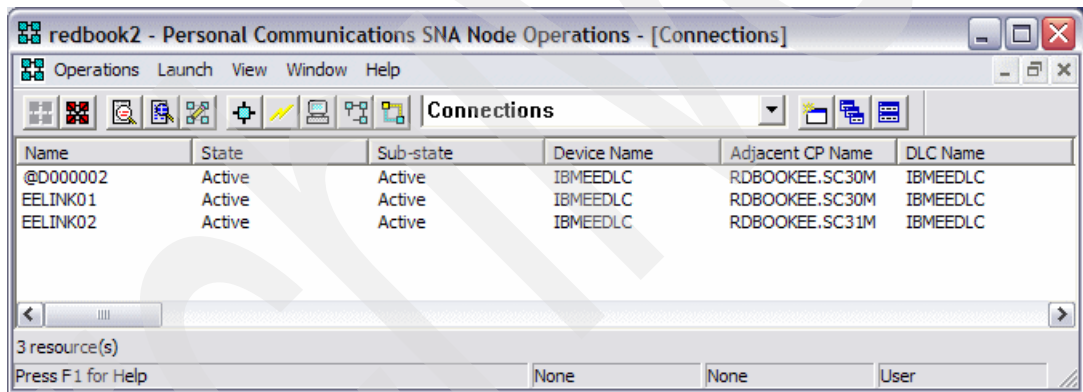 redbook2 - Personal Communications SNA Node Operations - [Connections]
Operations Launch View Window Help
Connections
Name State Sub-state Device Name Adjacent CP Name DLC Name
@D000002 Active Active IBMEEDLC RDBOOKEE.SC30M IBMEEDLC
EELINK01 Active Active IBMEEDLC RDBOOKEE.SC30M IBMEEDLC
EELINK02 Active Active IBMEEDLC RDBOOKEE.SC31M IBMEEDLC
3 resource(s)
Press F1 for Help None None User